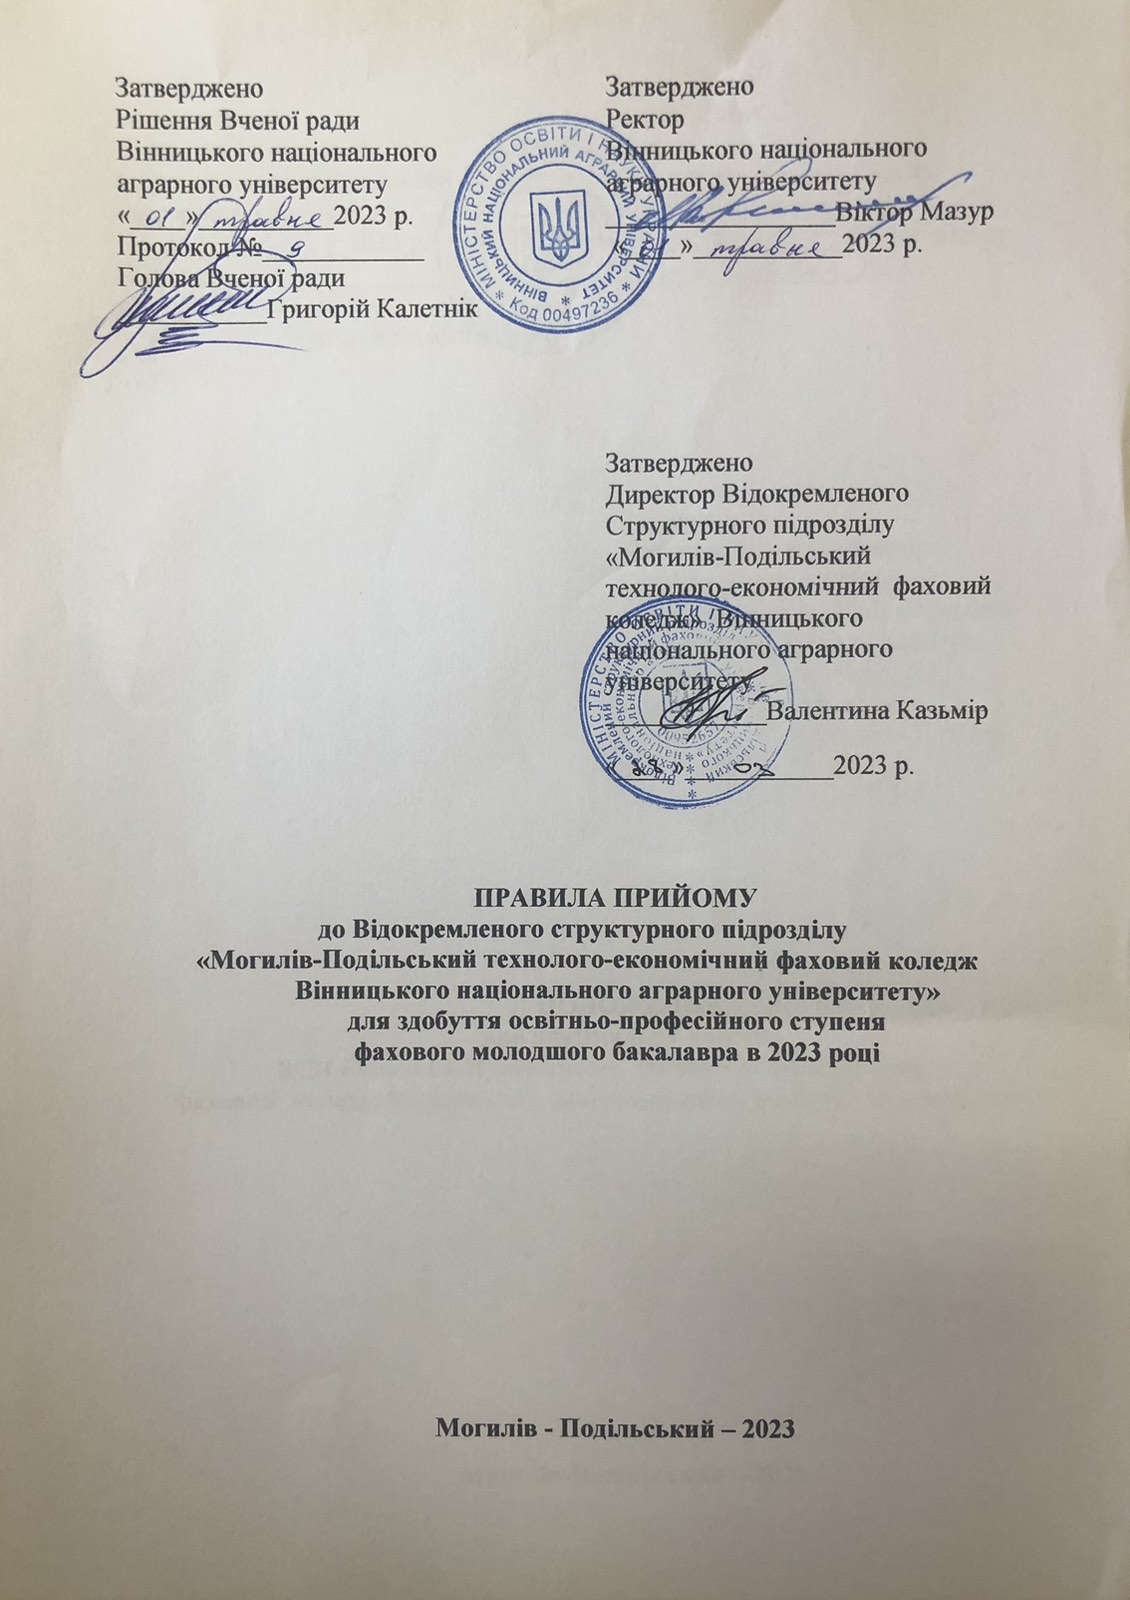 Затверджено
Рішення Вченої ради
Вінницького національного
аграрного університету
« 01 » травня 2023 р.
Протокол № 9
Голова Вченої ради
Григорій Калетнік
Затверджено
Ректор
Вінницького національного
аграрного університету
Віктор Мазур
« 01 » травня 2023 р.
МІНІСТЕРСТВО ОСВІТИ І НАУКИ УКРАЇНИ
ВІННИЦЬКИЙ НАЦІОНАЛЬНИЙ АГРАРНИЙ УНІВЕРСИТЕТ
Код 00497236
Затверджено
Директор Відокремленого
Структурного підрозділу
«Могилів-Подільський
технолого-економічний фаховий
коледж» Вінницького
національного аграрного
університету
Валентина Казьмір
» 2023 р.
МІНІСТЕРСТВО ОСВІТИ І
ПРАВИЛА ПРИЙОМУ
до Відокремленого структурного підрозділу
«Могилів-Подільський технолого-економічний фаховий коледж
Вінницького національного аграрного університету»
для здобуття освітньо-професійного ступеня
фахового молодшого бакалавра в 2023 році
Могилів - Подільський – 2023